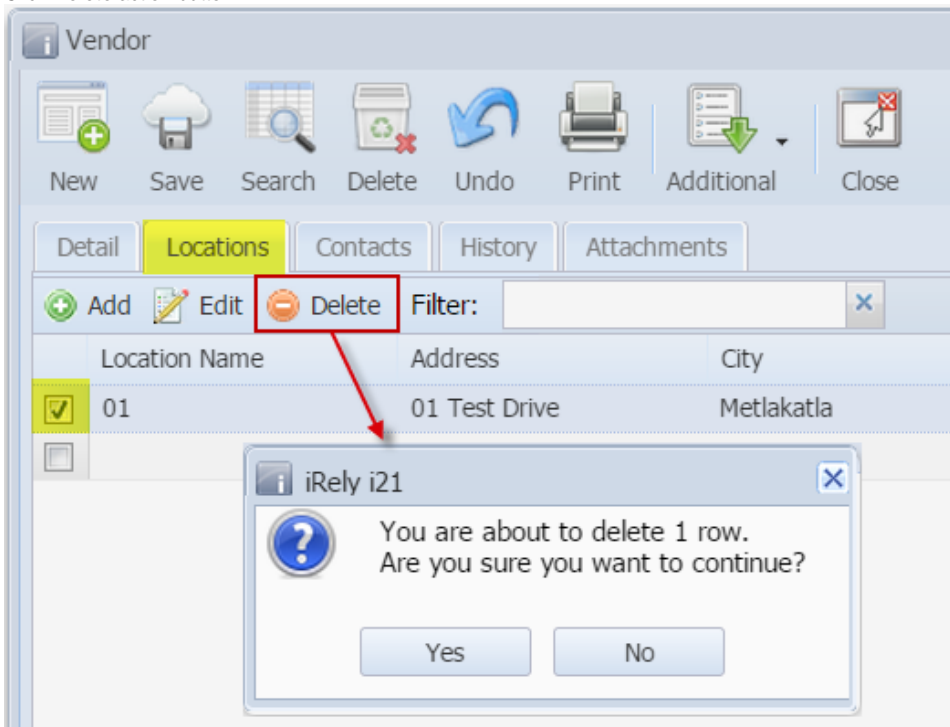 Vendor
New Save Search Delete Undo Print Additional Close
Detail Locations Contacts History Attachments
Add Edit Delete Filter:
Location Name Address City
01 01 Test Drive Metlakatla
iRely i21
You are about to delete 1 row.
Are you sure you want to continue?
Yes No